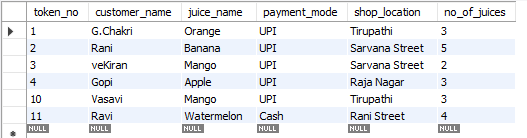 token_no customer_name juice_name payment_mode shop_location no_of_juices
1 G.Chakri Orange UPI Tirupathi 3
2 Rani Banana UPI Sarvana Street 5
3 veKiran Mango UPI Sarvana Street 2
4 Gopi Apple UPI Raja Nagar 3
10 Vasavi Mango UPI Tirupathi 3
11 Ravi Watermelon Cash Rani Street 4
NULL NULL NULL NULL NULL NULL